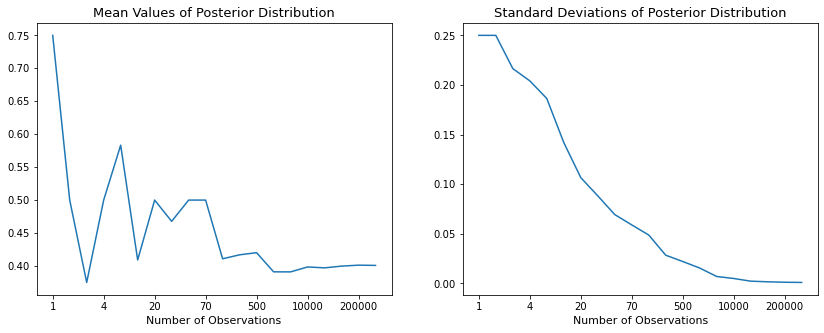 Mean Values of Posterior Distribution
0.75
0.70
0.65
0.60
0.55
0.50
0.45
0.40
1 4 20 70 500 10000 200000
Number of Observations
Standard Deviations of Posterior Distribution
0.25
0.20
0.15
0.10
0.05
0.00
1 4 20 70 500 10000 200000
Number of Observations